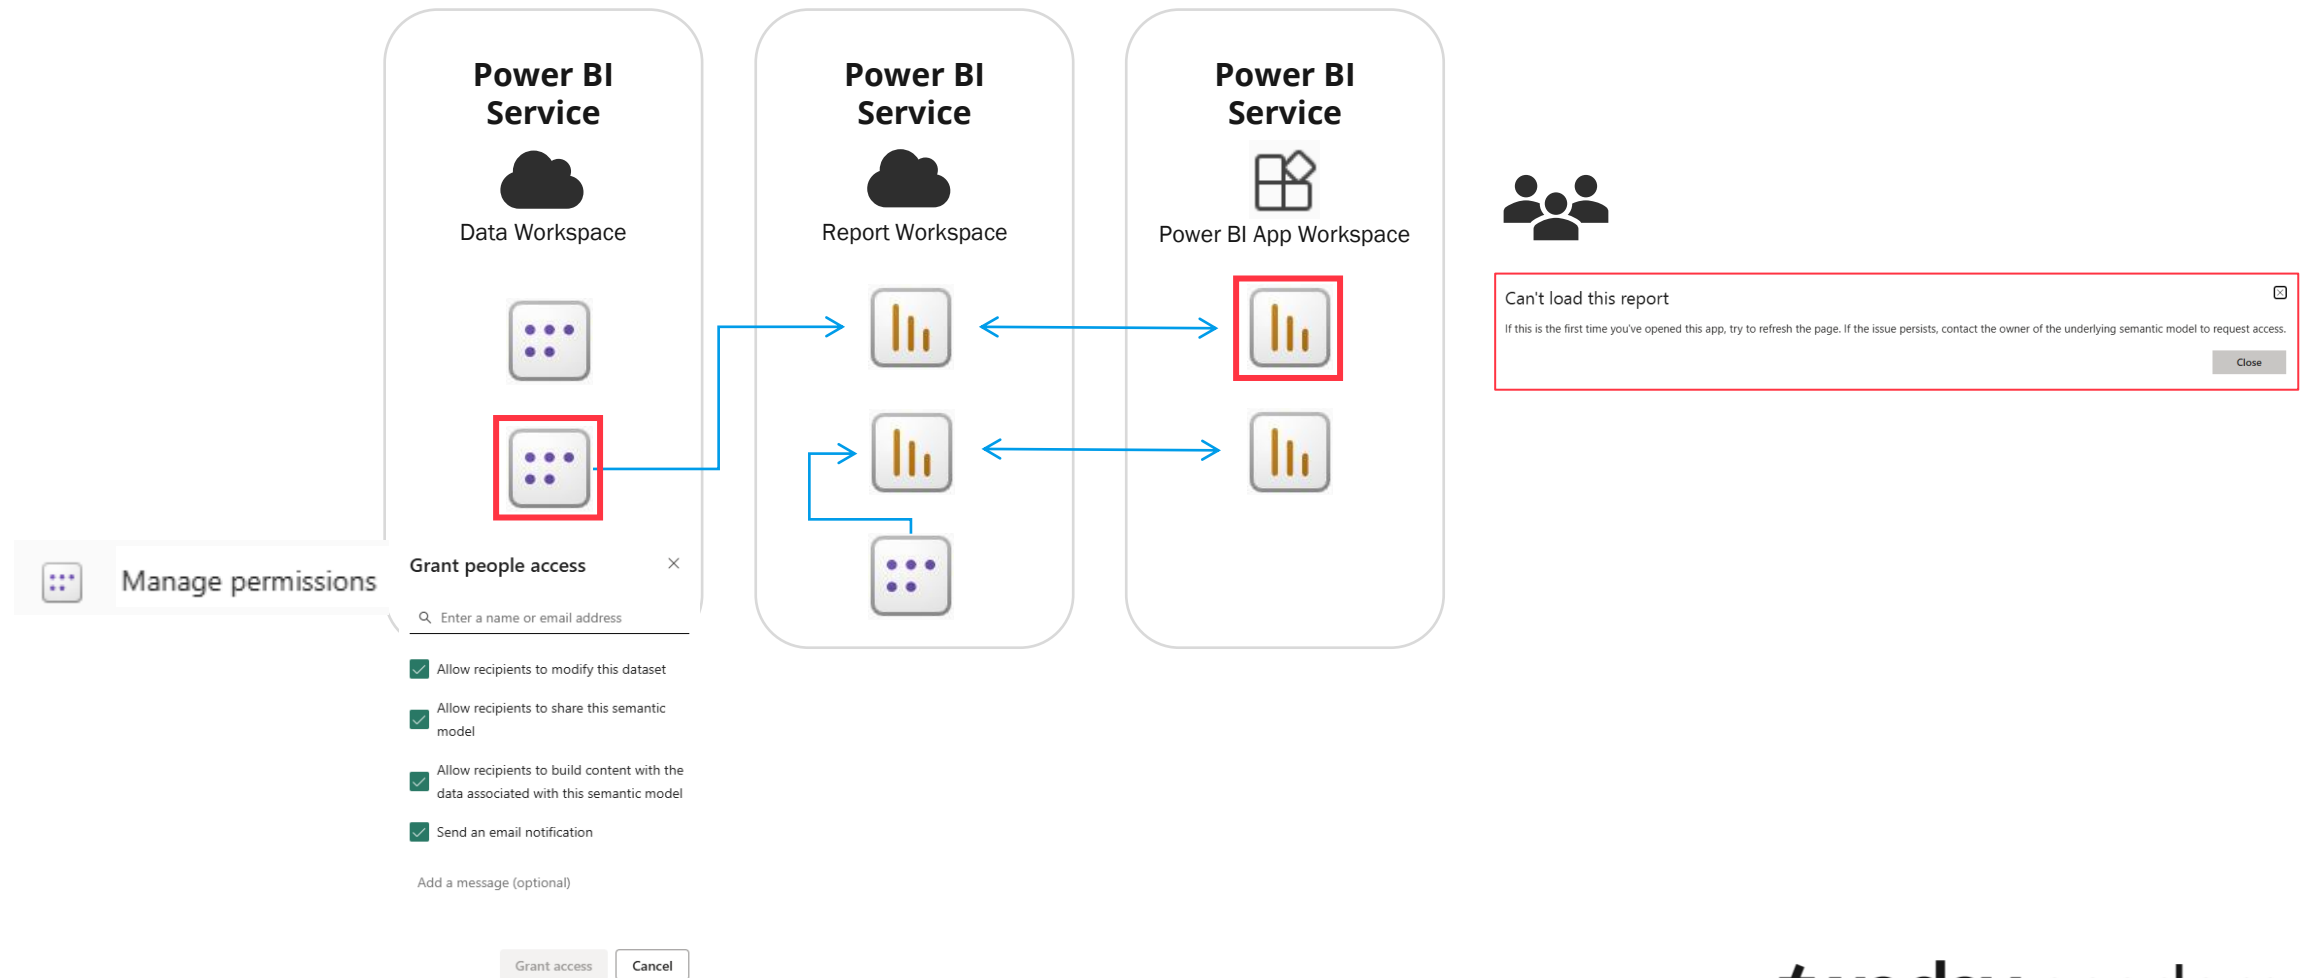 Power BI
Service
Data Workspace
Power BI
Service
Report Workspace
Power BI
Service
Power BI App Workspace
Can't load this report
If this is the first time you've opened this app, try to refresh the page. If the issue persists, contact the owner of the underlying semantic model to request access.
Close
Manage permissions
Grant people access
Enter a name or email address
Allow recipients to modify this dataset
Allow recipients to share this semantic
model
Allow recipients to build content with the
data associated with this semantic model
Send an email notification
Add a message (optional)
Grant access
Cancel